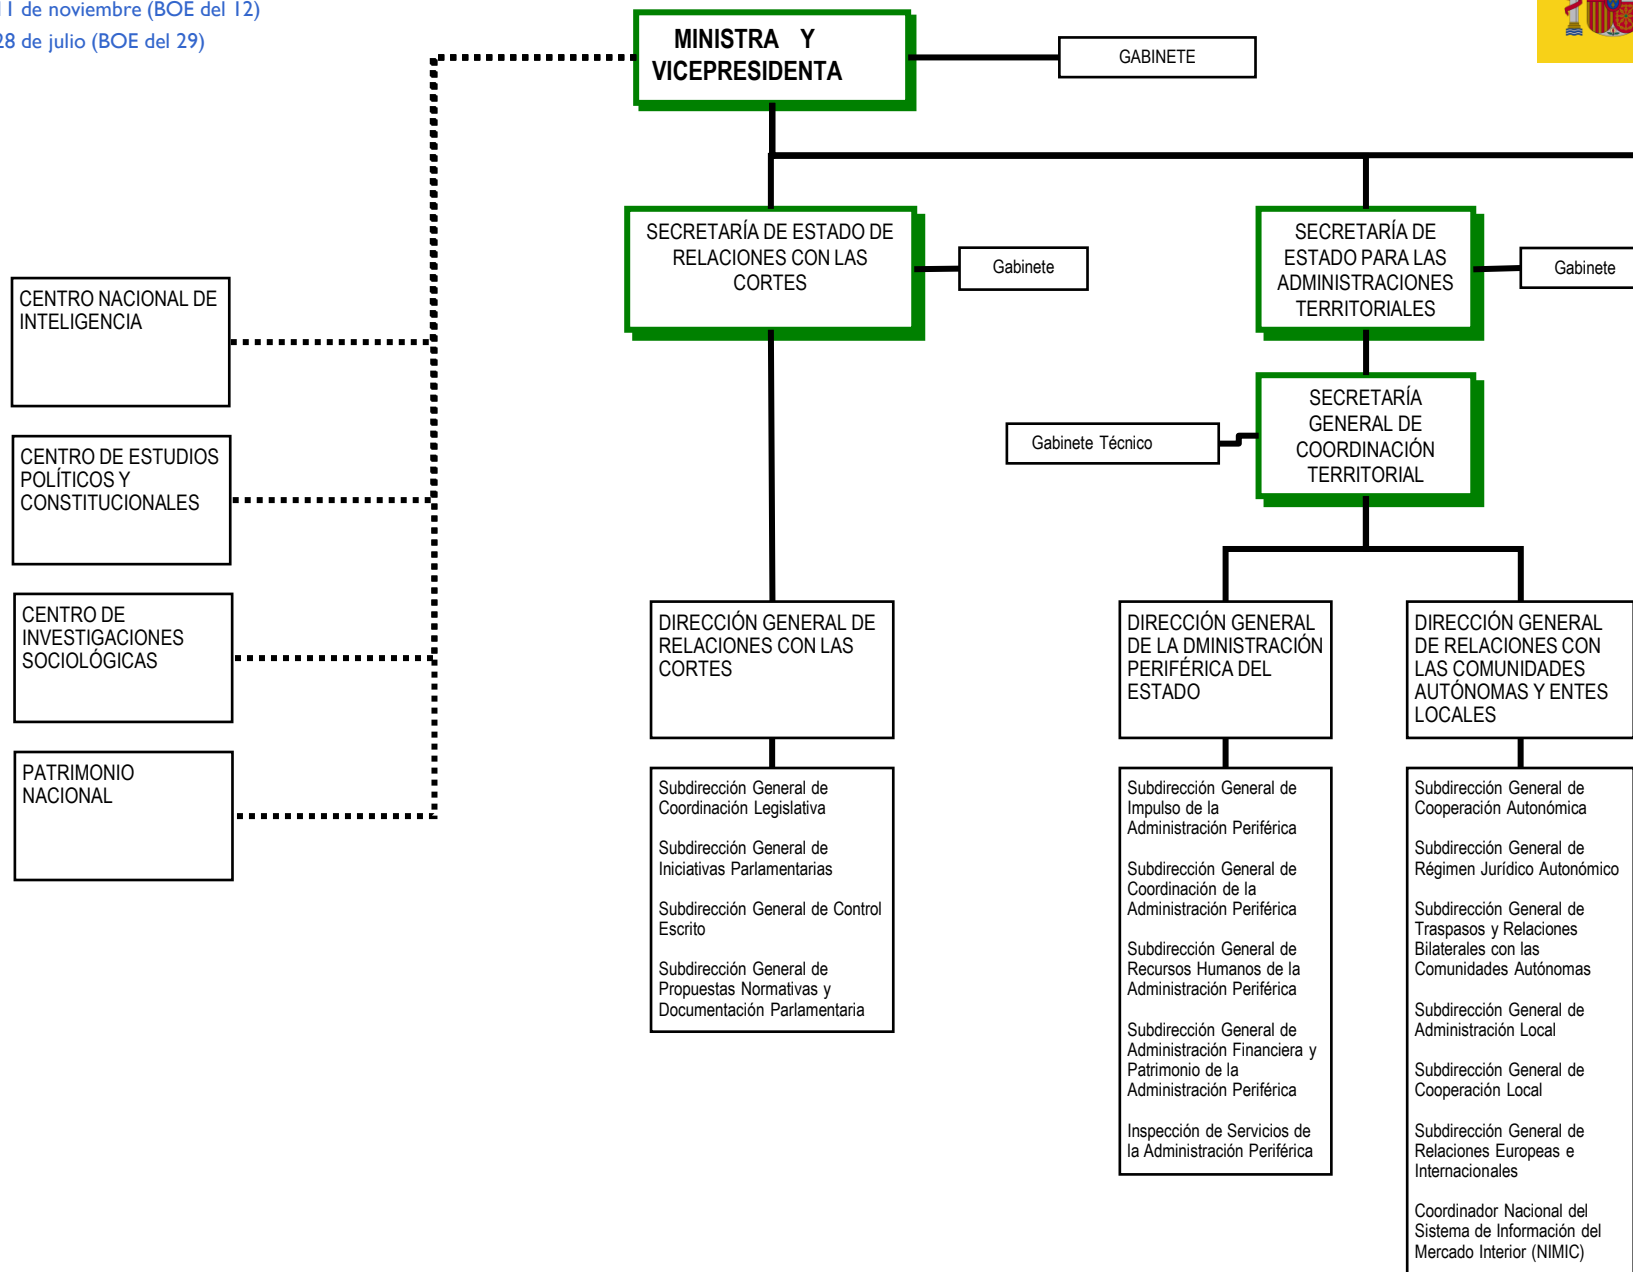 11 de noviembre (BOE del 12)
28 de julio (BOE del 29)
MINISTRA Y
VICEPRESIDENTA
GABINETE
SECRETARÍA DE ESTADO DE
RELACIONES CON LAS
CORTES
Gabinete
SECRETARÍA DE
ESTADO PARA LAS
ADMINISTRACIONES
TERRITORIALES
Gabinete
CENTRO NACIONAL DE
INTELIGENCIA
CENTRO DE ESTUDIOS
POLÍTICOS Y
CONSTITUCIONALES
CENTRO DE
INVESTIGACIONES
SOCIOLÓGICAS
PATRIMONIO
NACIONAL
SECRETARÍA
GENERAL DE
COORDINACIÓN
TERRITORIAL
Gabinete Técnico
DIRECCIÓN GENERAL DE
RELACIONES CON LAS
CORTES
Subdirección General de
Coordinación Legislativa
Subdirección General de
Iniciativas Parlamentarias
Subdirección General de Control
Escrito
Subdirección General de
Propuestas Normativas y
Documentación Parlamentaria
DIRECCIÓN GENERAL
DE LA DMINISTRACIÓN
PERIFÉRICA DEL
ESTADO
Subdirección General de
Impulso de la
Administración Periférica
Subdirección General de
Coordinación de la
Administración Periférica
Subdirección General de
Recursos Humanos de la
Administración Periférica
Subdirección General de
Administración Financiera y
Patrimonio de la
Administración Periférica
Inspección de Servicios de
la Administración Periférica
DIRECCIÓN GENERAL
DE RELACIONES CON
LAS COMUNIDADES
AUTÓNOMAS Y ENTES
LOCALES
Subdirección General de
Cooperación Autonómica
Subdirección General de
Régimen Jurídico Autonómico
Subdirección General de
Traspasos y Relaciones
Bilaterales con las
Comunidades Autónomas
Subdirección General de
Administración Local
Subdirección General de
Cooperación Local
Subdirección General de
Relaciones Europeas e
Internacionales
Coordinador Nacional del
Sistema de Información del
Mercado Interior (NIMIC)